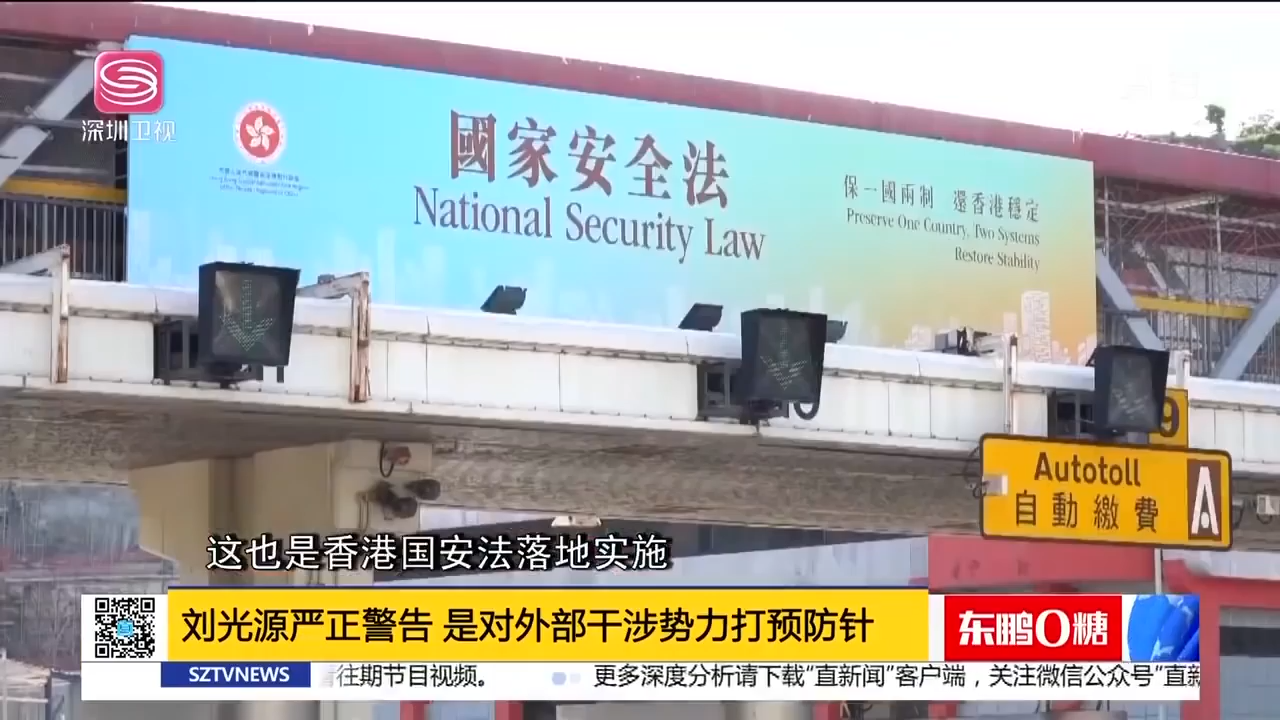 深圳卫视
國家安全法
National Security Law
保一國兩制 還香港穩定
Preserve One Country, Two Systems
Restore Stability
9
Autotoll
自動繳費
A
这也是香港国安法落地实施
刘光源严正警告 是对外部干涉势力打预防针
东鹏0糖
SZTVNEWS
往期节目视频。 更多深度分析请下载“直新闻”客户端，关注微信公众号“直新